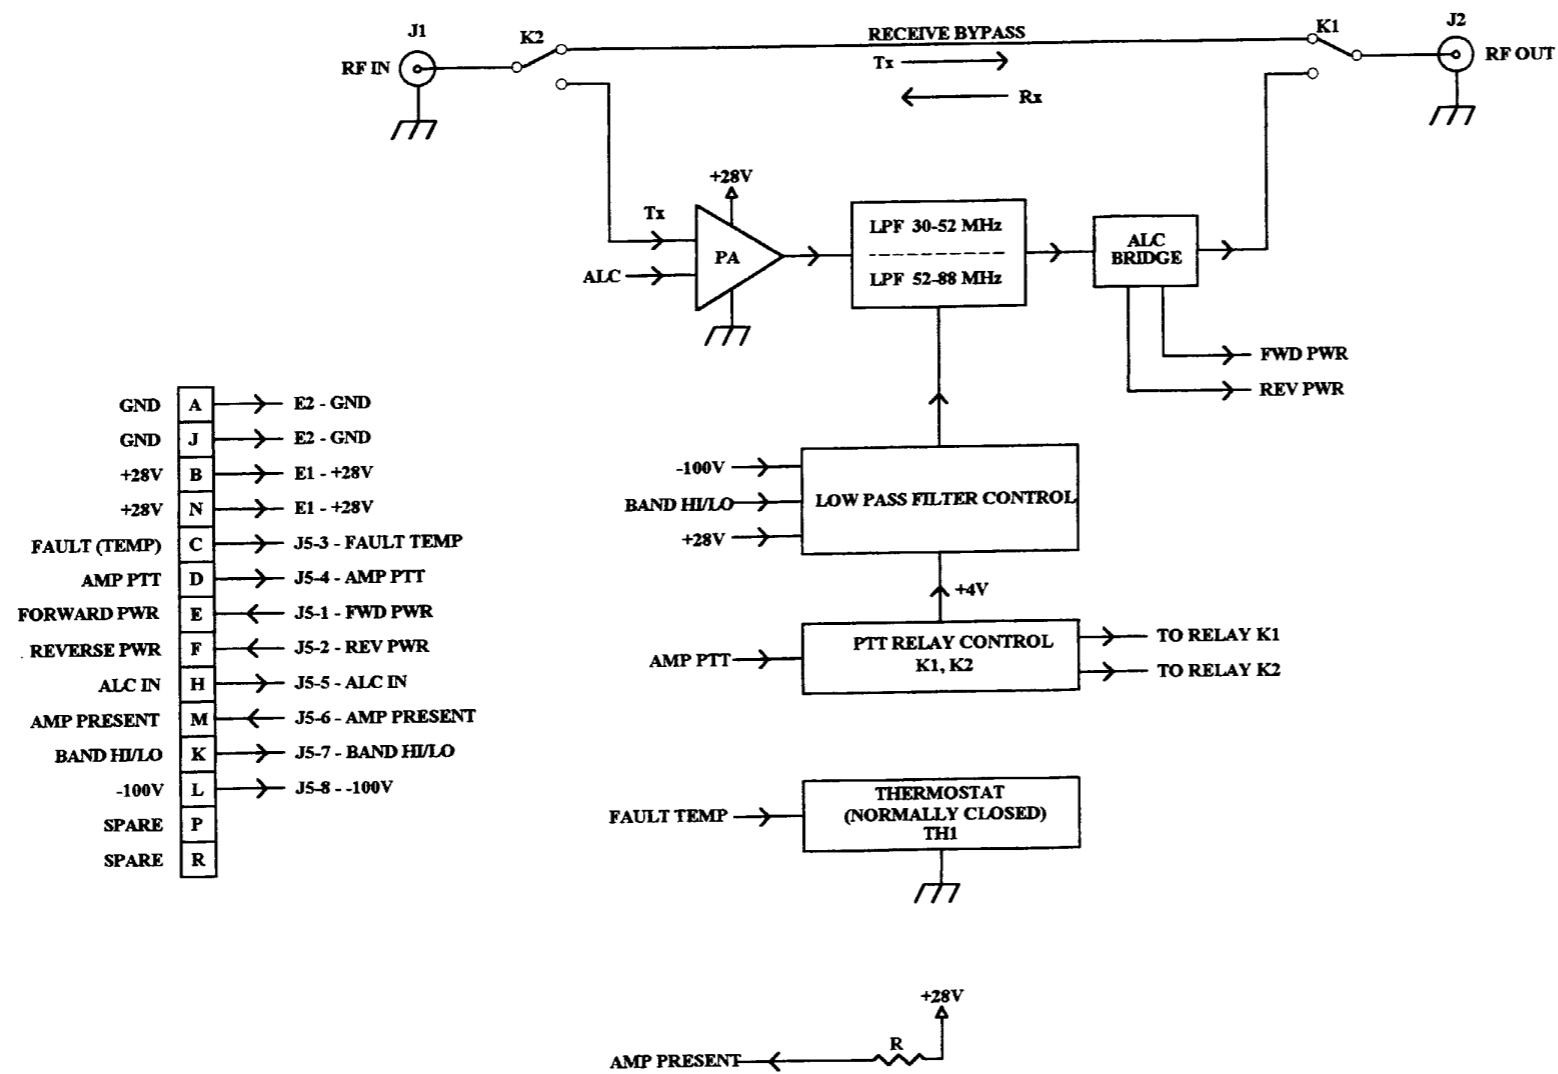 J1
K2
RECEIVE BYPASS
K1
J2
RF IN
Tx
RF OUT
Rx
+28V
Tx
PA
ALC
LPF 30-52 MHz
LPF 52-88 MHz
ALC
BRIDGE
FWD PWR
REV PWR
GND A E2 - GND
GND J E2 - GND
+28V B E1 - +28V
+28V N E1 - +28V
FAULT (TEMP) C J5-3 - FAULT TEMP
AMP PTT D J5-4 - AMP PTT
FORWARD PWR E J5-1 - FWD PWR
REVERSE PWR F J5-2 - REV PWR
ALC IN H J5-5 - ALC IN
AMP PRESENT M J5-6 - AMP PRESENT
BAND HI/LO K J5-7 - BAND HI/LO
-100V L J5-8 - -100V
SPARE P
SPARE R
-100V
BAND HI/LO
+28V
LOW PASS FILTER CONTROL
+4V
AMP PTT
PTT RELAY CONTROL
K1, K2
TO RELAY K1
TO RELAY K2
FAULT TEMP
THERMOSTAT
(NORMALLY CLOSED)
TH1
+28V
R
AMP PRESENT